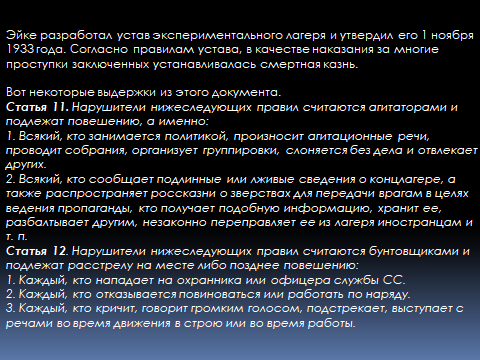 Эйке разработал устав экспериментального лагеря и утвердил его 1 ноября
1933 года. Согласно правилам устава, в качестве наказания за многие
проступки заключенных устанавливалась смертная казнь.
Вот некоторые выдержки из этого документа.
Статья 11. Нарушители нижеследующих правил считаются агитаторами и
подлежат повешению, а именно:
1. Всякий, кто занимается политикой, произносит агитационные речи,
проводит собрания, организует группировки, слоняется без дела и отвлекает
других.
2. Всякий, кто сообщает подлинные или лживые сведения о концлагере, а
также распространяет россказни о зверствах для передачи врагам в целях
ведения пропаганды, кто получает подобную информацию, хранит ее,
разбалтывает другим, незаконно переправляет ее из лагеря иностранцам и
т. п.
Статья 12. Нарушители нижеследующих правил считаются бунтовщиками и
подлежат расстрелу на месте либо позднее повешению:
1. Каждый, кто нападает на охранника или офицера службы СС.
2. Каждый, кто отказывается повиноваться или работать по наряду.
3. Каждый, кто кричит, говорит громким голосом, подстрекает, выступает с
речами во время движения в строю или во время работы.